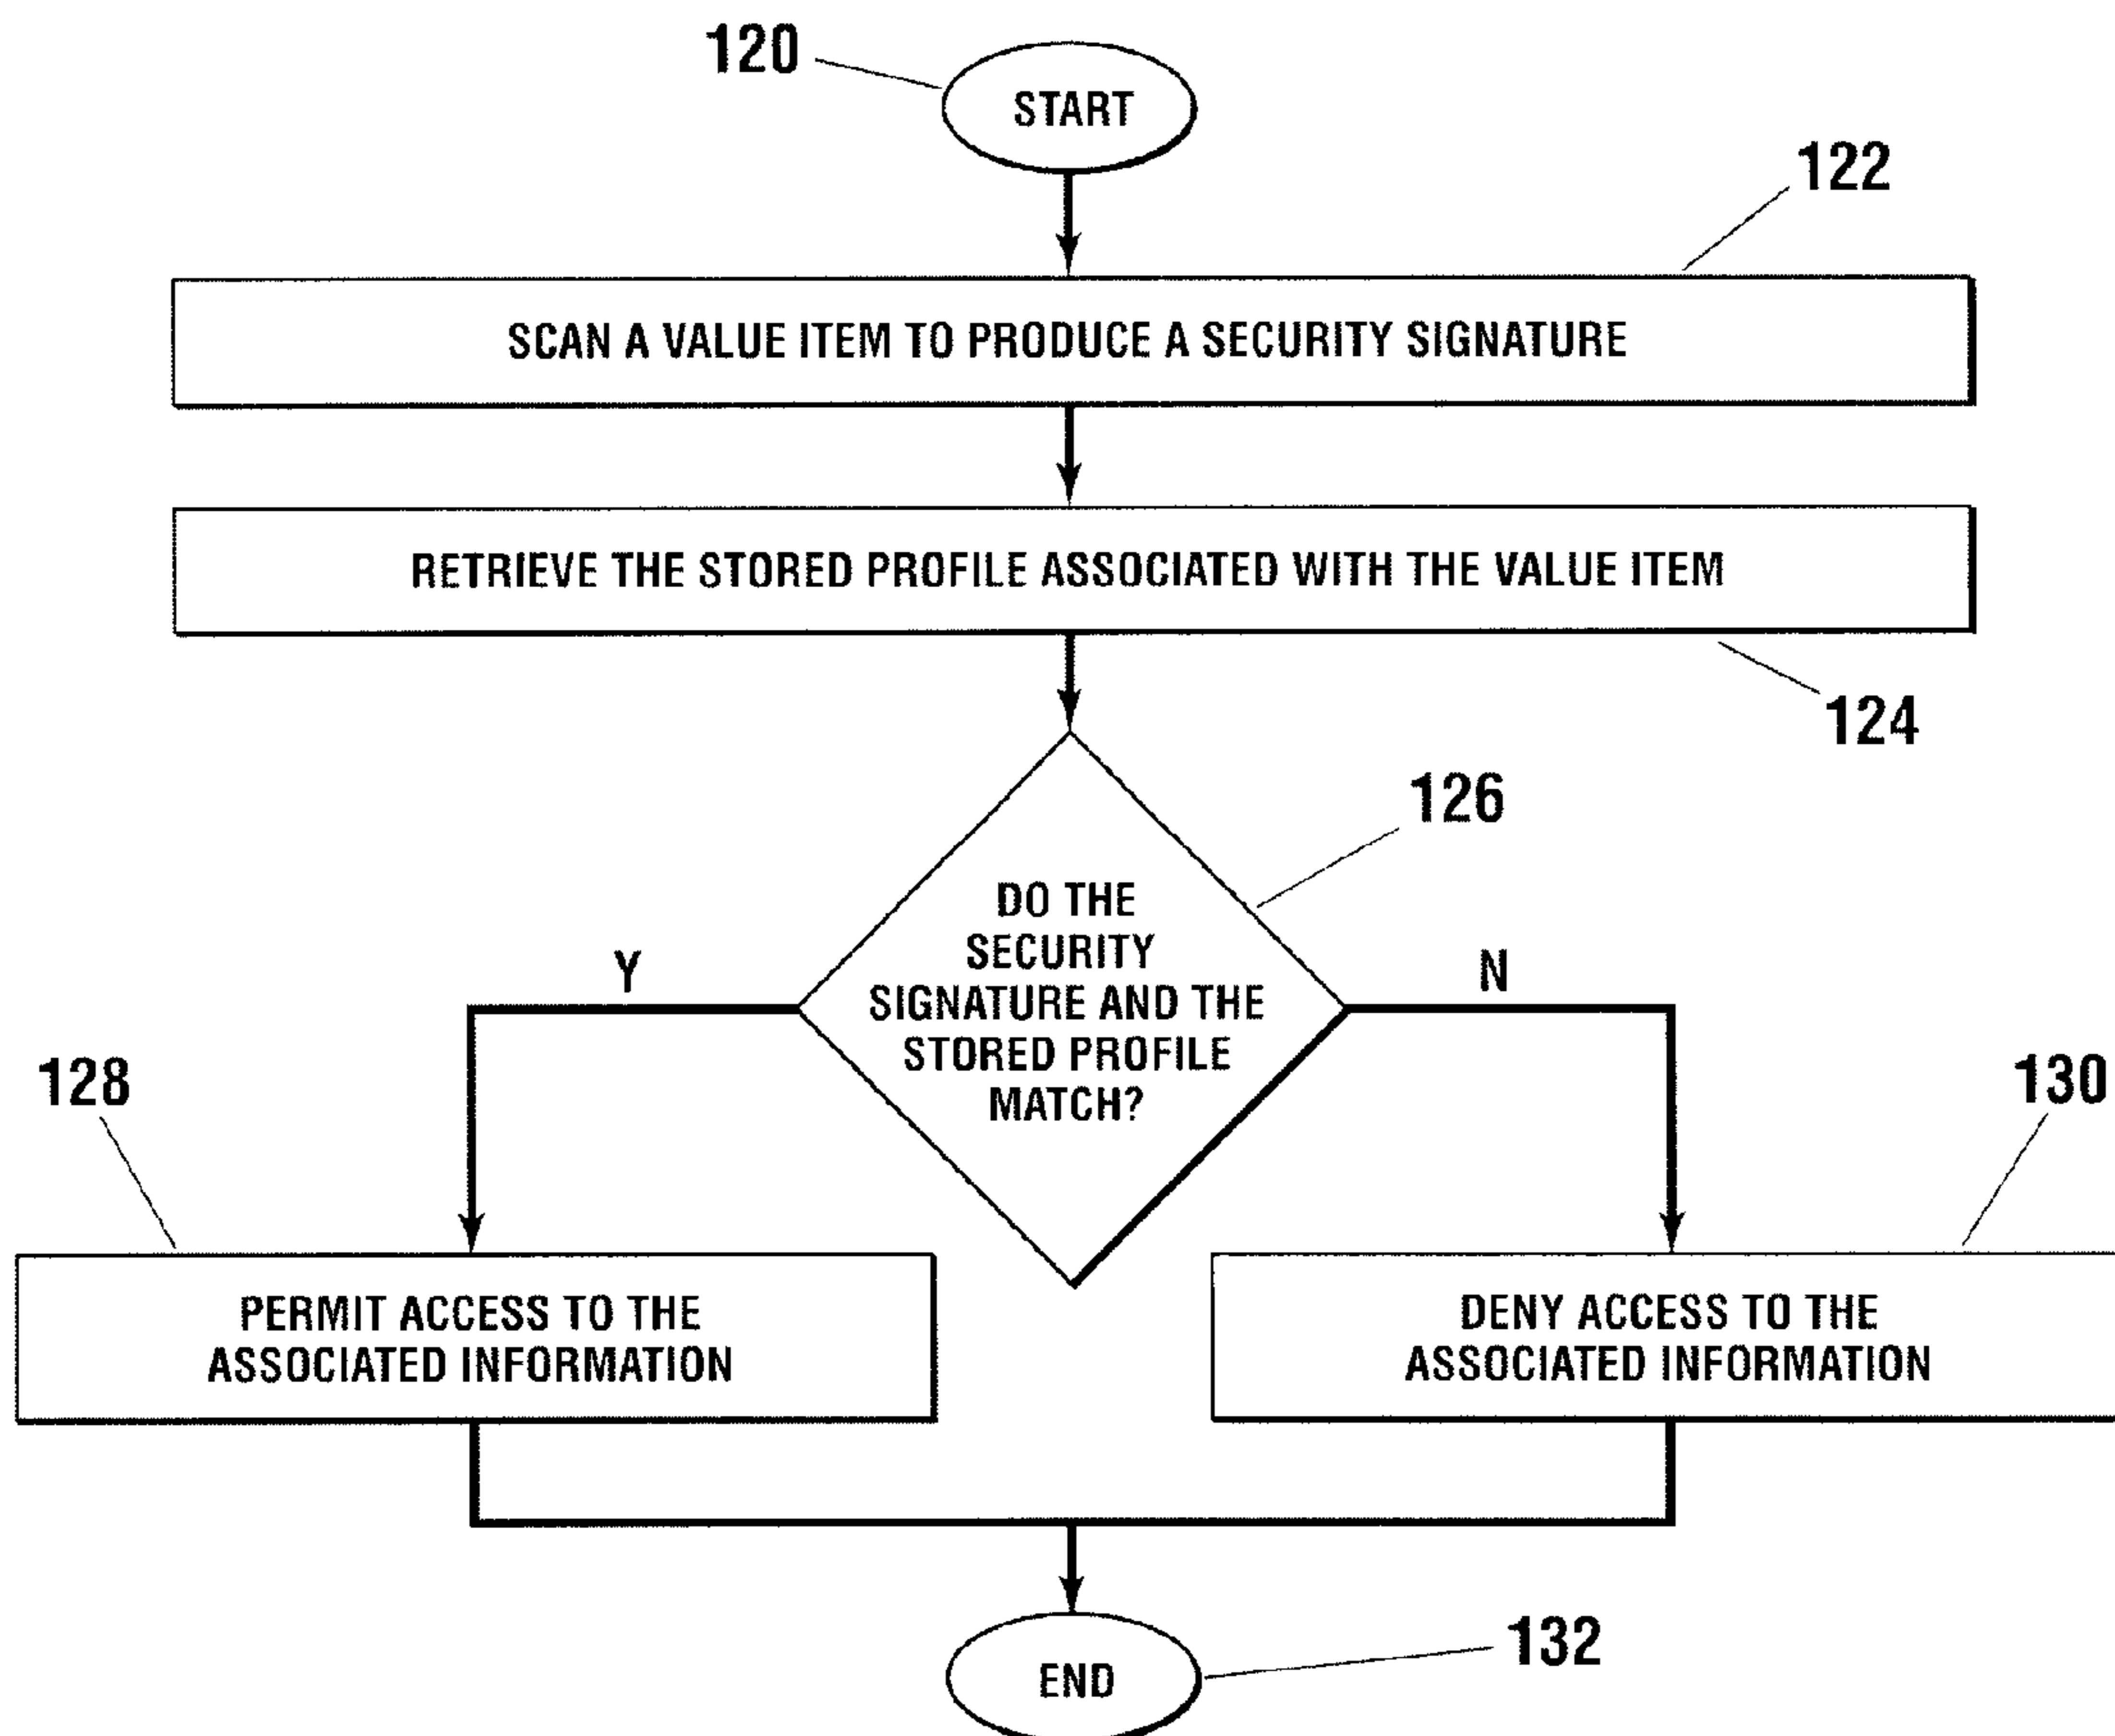 120
START
122
SCAN A VALUE ITEM TO PRODUCE A SECURITY SIGNATURE
RETRIEVE THE STORED PROFILE ASSOCIATED WITH THE VALUE ITEM
124
126
DO THE
SECURITY
SIGNATURE AND THE
STORED PROFILE
MATCH?
Y
N
128
130
PERMIT ACCESS TO THE
ASSOCIATED INFORMATION
DENY ACCESS TO THE
ASSOCIATED INFORMATION
132
END